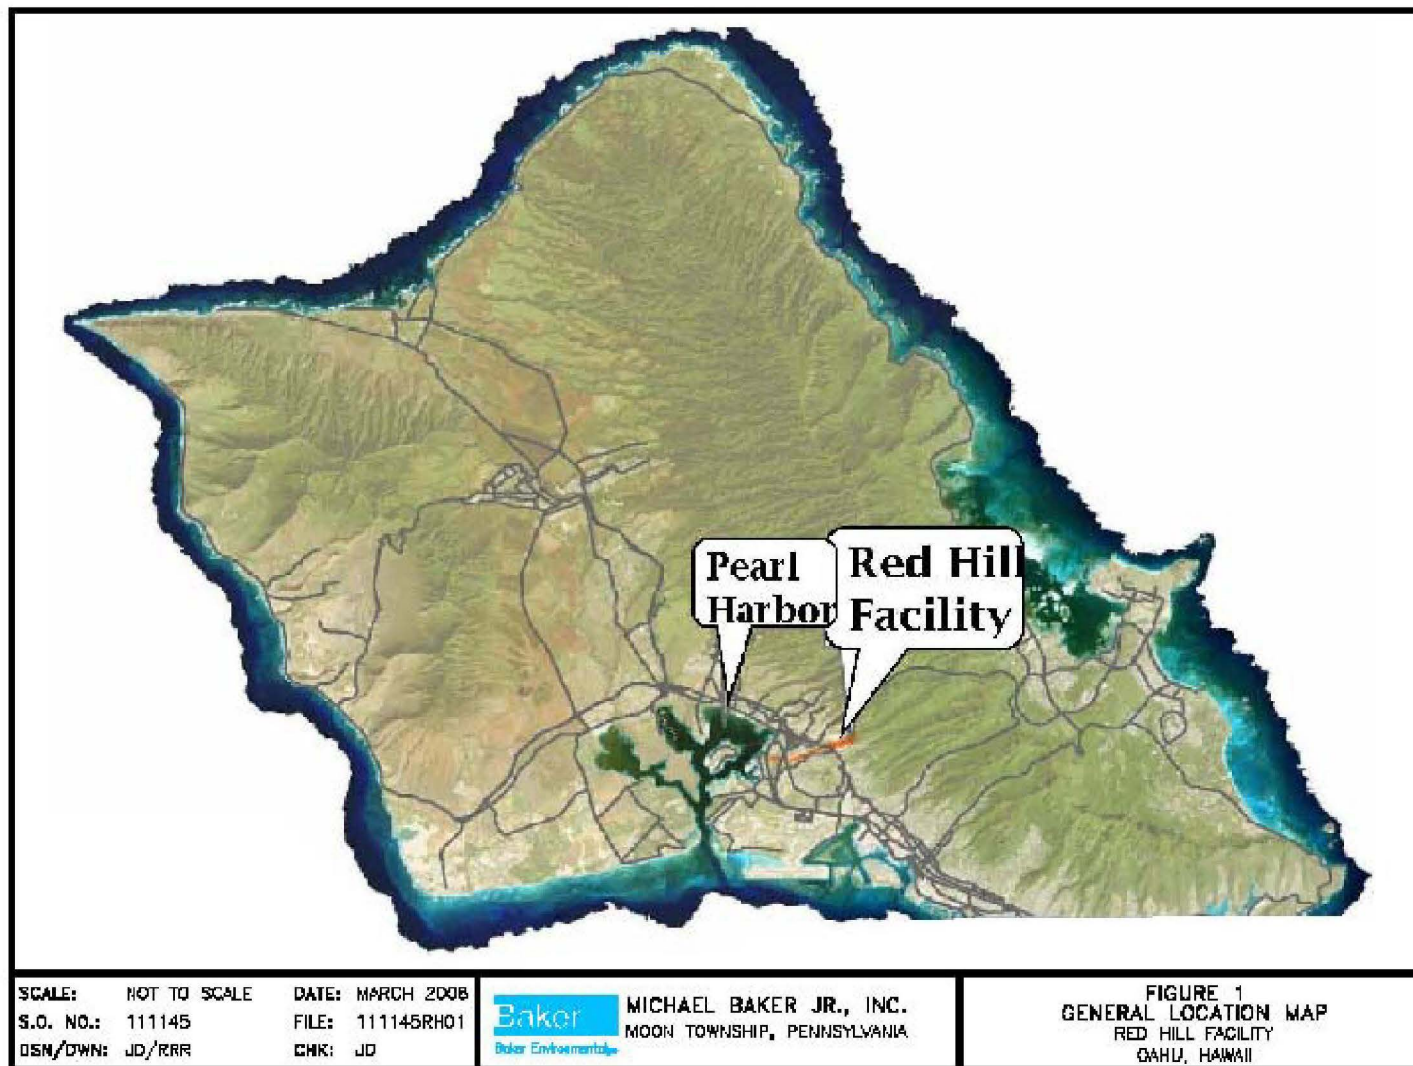 Pearl
Harbor
Red Hill
Facility
SCALE: NOT TO SCALE DATE: MARCH 2008
S.O. NO.: 111145 FILE: 111145RH01
DSN/DWN: JD/RRR CHK: JD
Baker
Baker Environmental
MICHAEL BAKER JR., INC.
MOON TOWNSHIP, PENNSYLVANIA
FIGURE 1
GENERAL LOCATION MAP
RED HILL FACILITY
OAHU, HAWAII